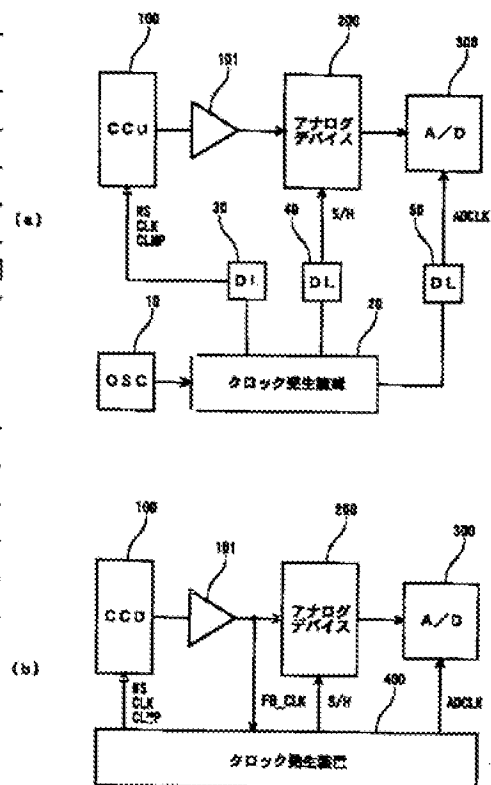 100
101
200
300
CCD
アナログ
デバイス
A/D
(a)
RS
CLK
CLMP
30
40
S/H
50
ADCLK
DL
DL
DL
10
20
OSC
クロック発生装置
100
101
200
300
CCD
アナログ
デバイス
A/D
(b)
RS
CLK
CLMP
FB_CLK
S/H
400
ADCLK
クロック発生装置